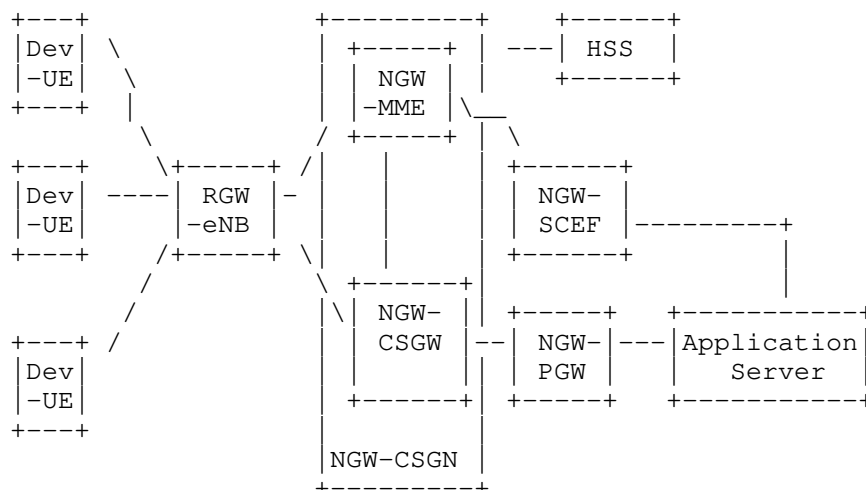 Dev
-UE
HSS
NGW
-MME
Dev
-UE
RGW
-eNB
NGW-
SCEF
NGW-
CSGW
NGW-
PGW
Application
Server
Dev
-UE
NGW-CSGN